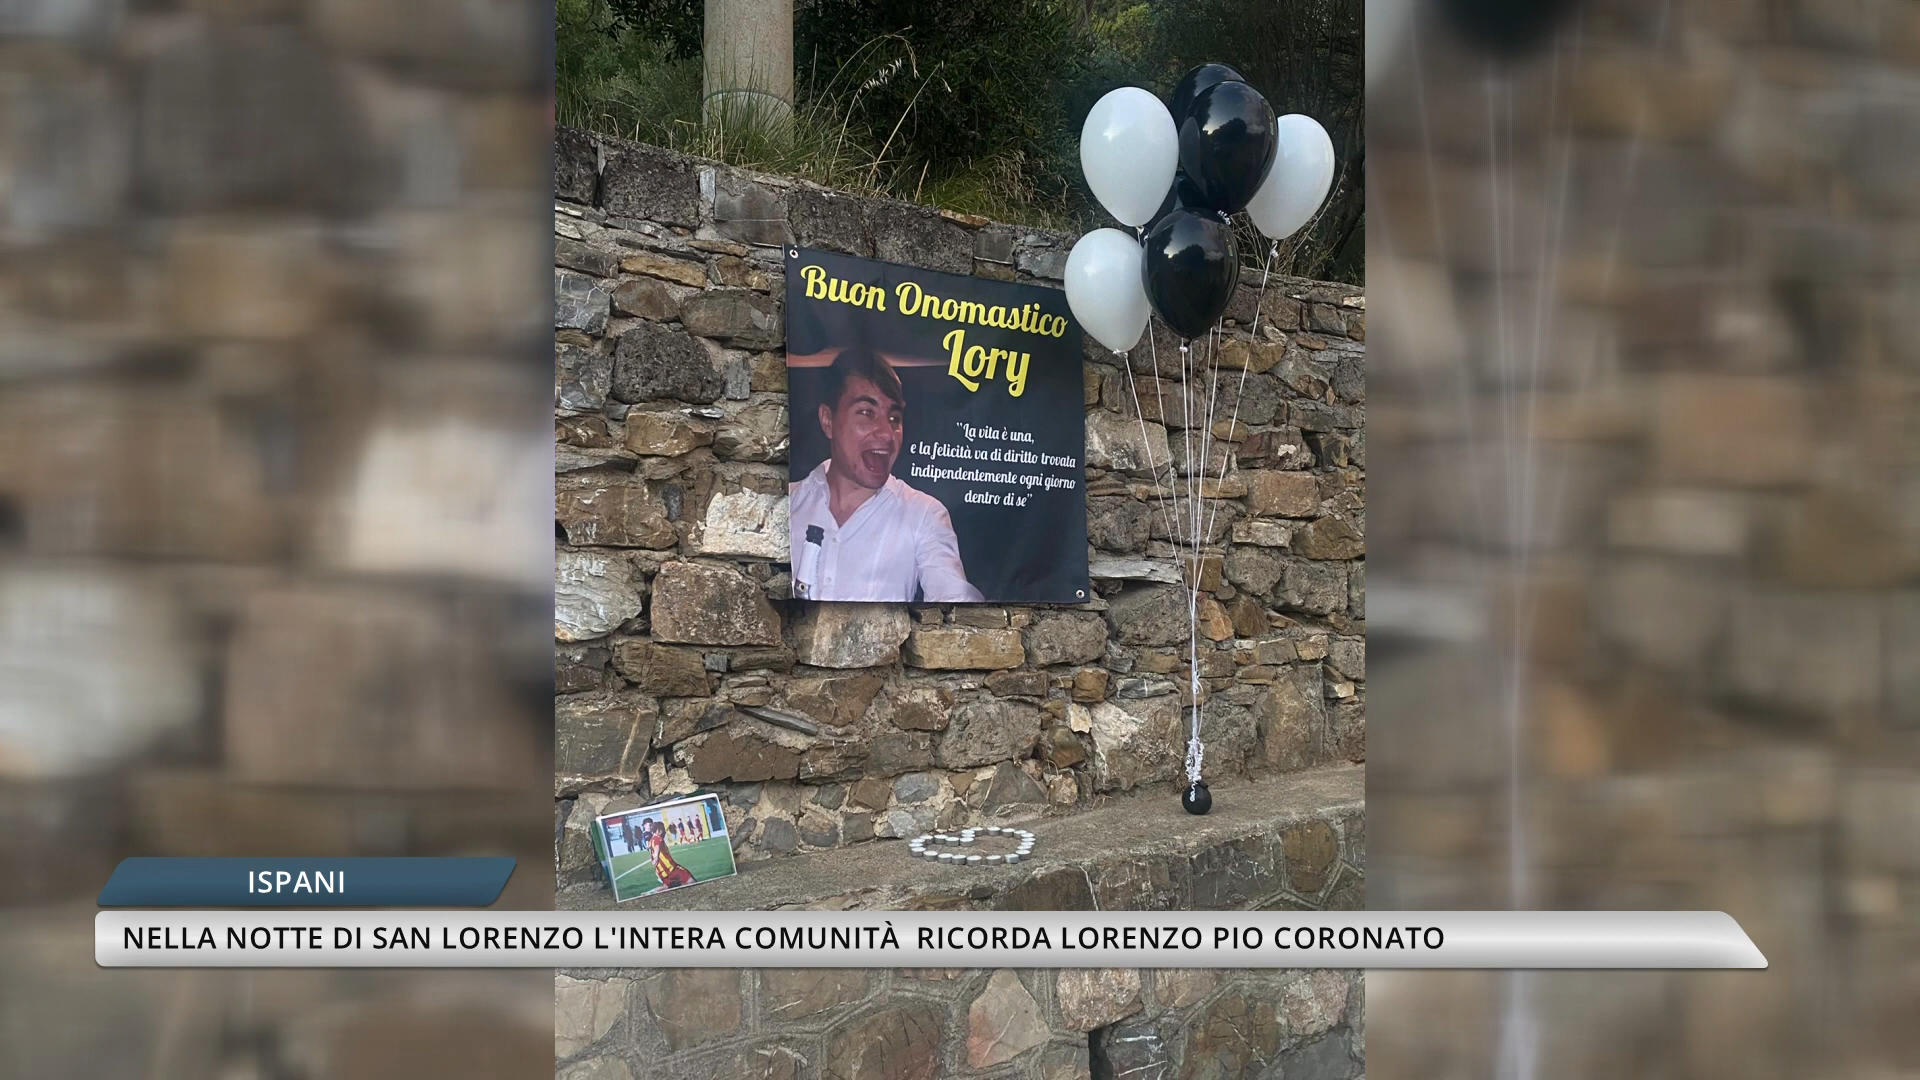 Buon Onomastico
Lory
"La vita è una,
e la felicità va di diritto trovata
indipendentemente ogni giorno
dentro di se"
ISPANI
NELLA NOTTE DI SAN LORENZO L'INTERA COMUNITÀ RICORDA LORENZO PIO CORONATO